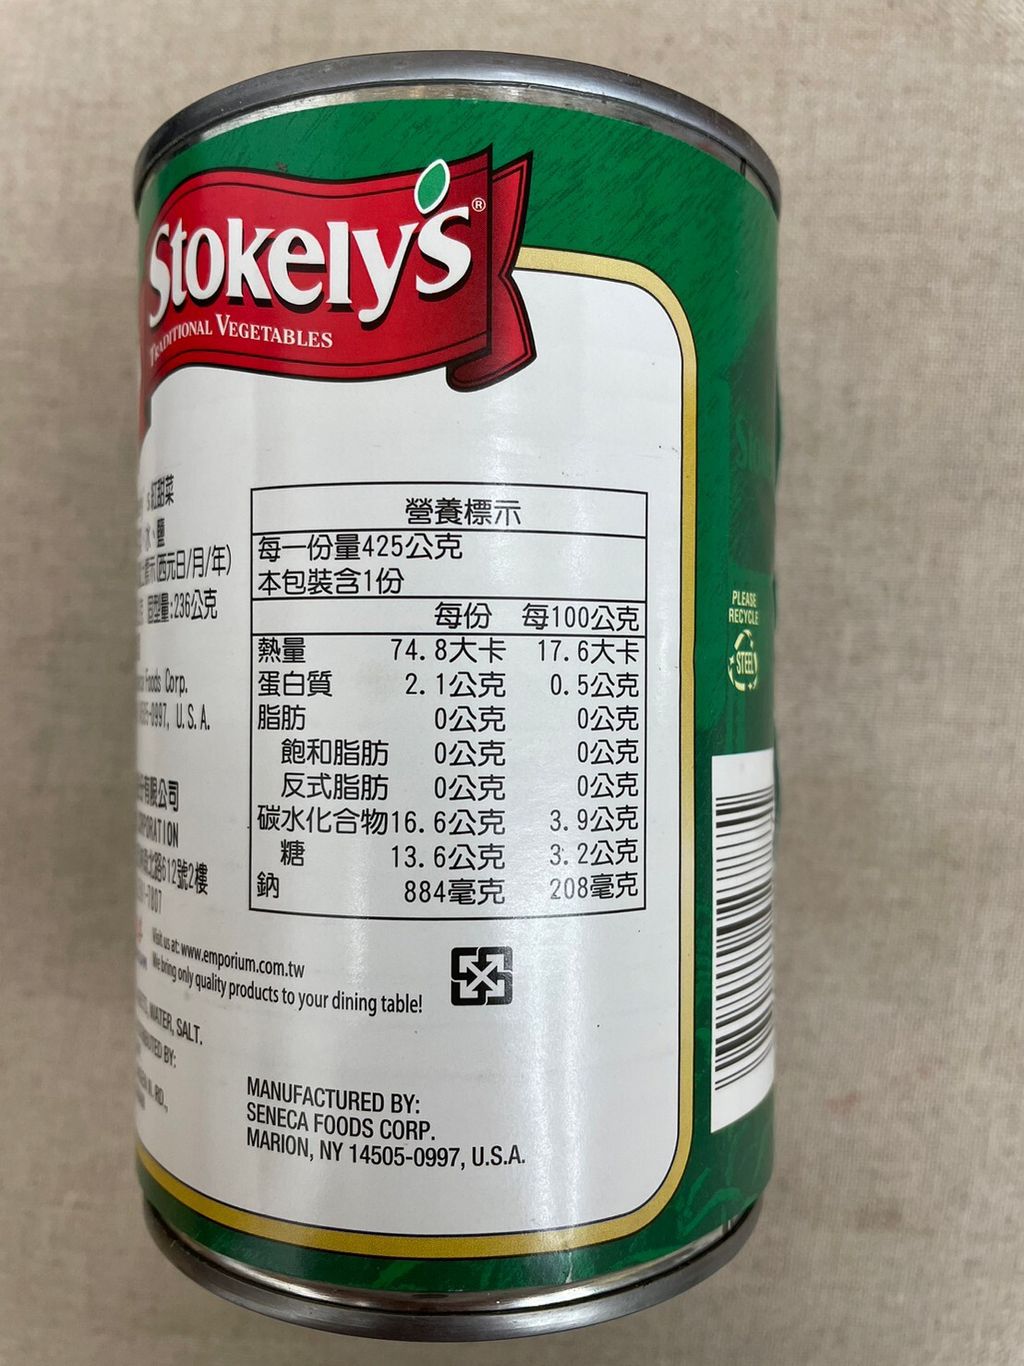 Stokely's®
TRADITIONAL VEGETABLES
紅甜菜
水、鹽
(西元日/月/年)
固型量:236公克
Foods Corp.
-0997, U.S.A.
有限公司
路612號2樓
營養標示
每一份量425公克
本包裝含1份
每份 每100公克
熱量 74.8大卡 17.6大卡
蛋白質 2.1公克 0.5公克
脂肪 0公克 0公克
飽和脂肪 0公克 0公克
反式脂肪 0公克 0公克
碳水化合物16.6公克 3.9公克
糖 13.6公克 3.2公克
鈉 884毫克 208毫克
Visit us at: www.emporium.com.tw
We bring only quality products to your dining table!
WATER, SALT.
BY:
RD.,
MANUFACTURED BY:
SENECA FOODS CORP.
MARION, NY 14505-0997, U.S.A.
PLEASE
RECYCLE
STEEL